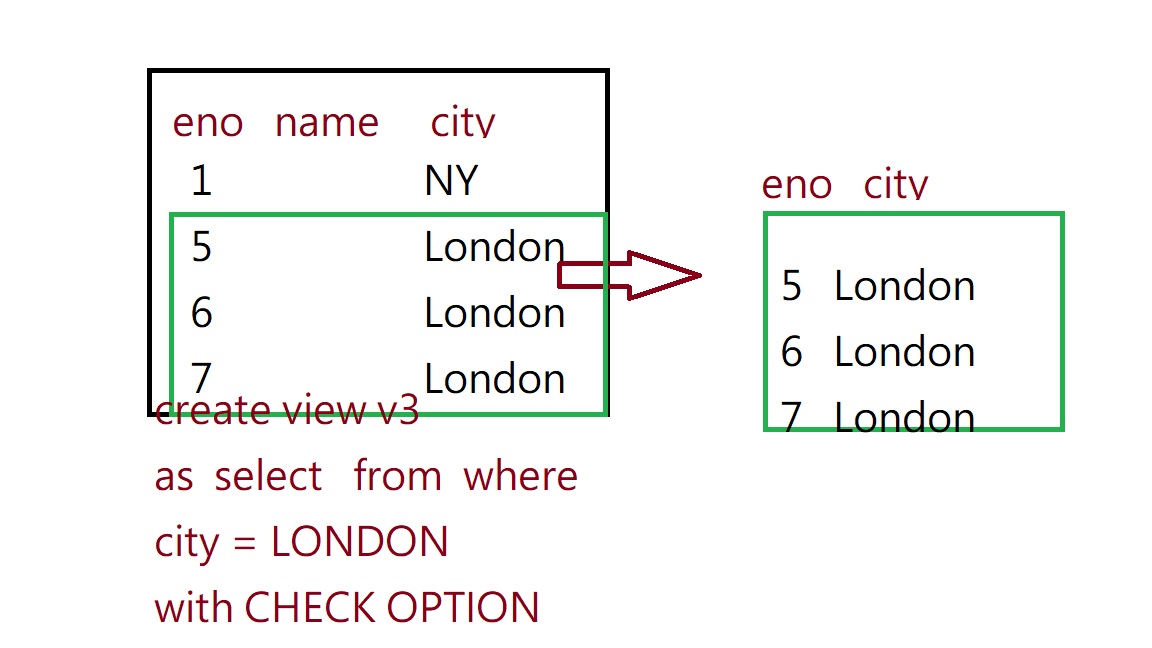 eno name city
1 NY
5 London
6 London
7 London
create view v3
as select from where
city = LONDON
with CHECK OPTION
eno city
5 London
6 London
7 London